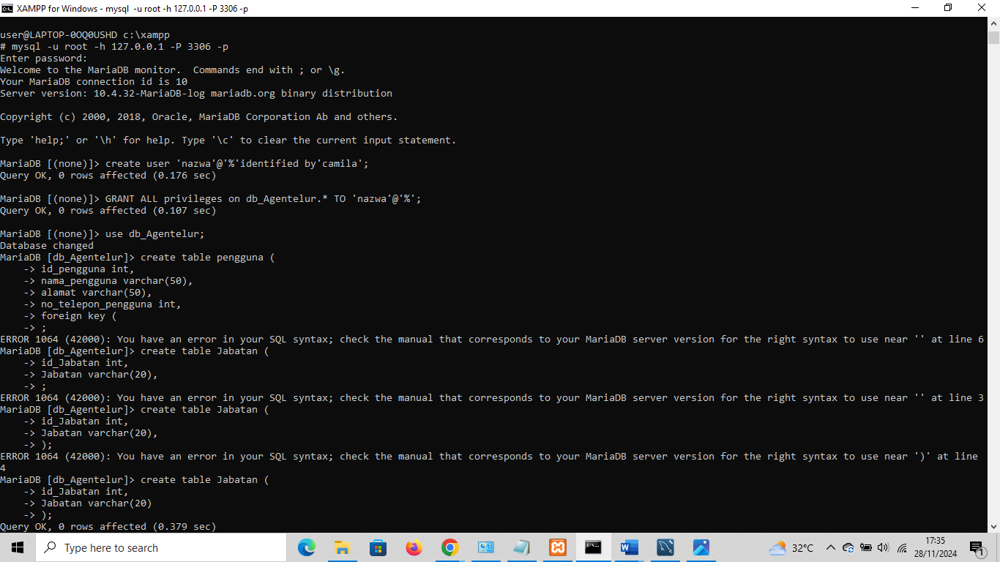 XAMPP for Windows - mysql  -u root -h 127.0.0.1 -P 3306 -p
user@LAPTOP-0OQ0USHD c:\xampp
# mysql -u root -h 127.0.0.1 -P 3306 -p
Enter password:
Welcome to the MariaDB monitor.  Commands end with ; or \g.
Your MariaDB connection id is 10
Server version: 10.4.32-MariaDB-log mariadb.org binary distribution
Copyright (c) 2000, 2018, Oracle, MariaDB Corporation Ab and others.
Type 'help;' or '\h' for help. Type '\c' to clear the current input statement.
MariaDB [(none)]> create user 'nazwa'@'%'identified by'camila';
Query OK, 0 rows affected (0.176 sec)
MariaDB [(none)]> GRANT ALL privileges on db_Agentelur.* TO 'nazwa'@'%';
Query OK, 0 rows affected (0.107 sec)
MariaDB [(none)]> use db_Agentelur;
Database changed
MariaDB [db_Agentelur]> create table pengguna (
    -> id_pengguna int,
    -> nama_pengguna varchar(50),
    -> alamat varchar(50),
    -> no_telepon_pengguna int,
    -> foreign key (
    -> ;
ERROR 1064 (42000): You have an error in your SQL syntax; check the manual that corresponds to your MariaDB server version for the right syntax to use near '' at line 6
MariaDB [db_Agentelur]> create table Jabatan (
    -> id_Jabatan int,
    -> Jabatan varchar(20),
    -> ;
ERROR 1064 (42000): You have an error in your SQL syntax; check the manual that corresponds to your MariaDB server version for the right syntax to use near '' at line 3
MariaDB [db_Agentelur]> create table Jabatan (
    -> id_Jabatan int,
    -> Jabatan varchar(20),
    -> );
ERROR 1064 (42000): You have an error in your SQL syntax; check the manual that corresponds to your MariaDB server version for the right syntax to use near ')' at line
4
MariaDB [db_Agentelur]> create table Jabatan (
    -> id_Jabatan int,
    -> Jabatan varchar(20)
    -> );
Query OK, 0 rows affected (0.379 sec)
Type here to search
32°C
17:35
28/11/2024
1